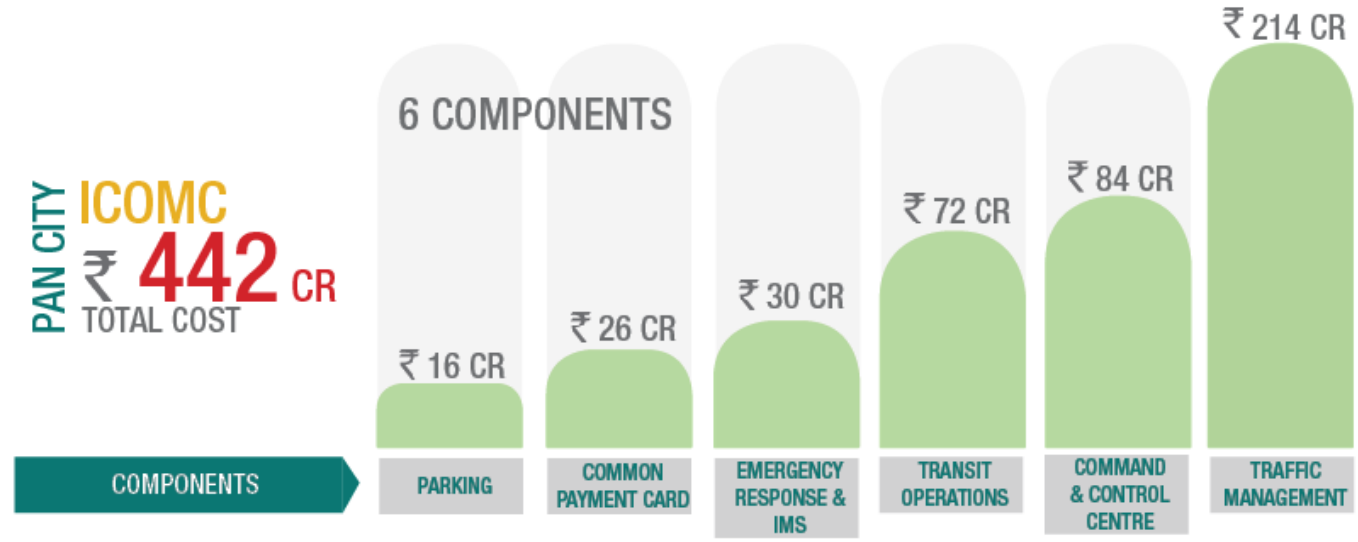 PAN CITY
ICOMC
₹ 442 CR
TOTAL COST
6 COMPONENTS
₹ 16 CR
₹ 26 CR
₹ 30 CR
₹ 72 CR
₹ 84 CR
₹ 214 CR
COMPONENTS
PARKING
COMMON
PAYMENT CARD
EMERGENCY
RESPONSE &
IMS
TRANSIT
OPERATIONS
COMMAND
& CONTROL
CENTRE
TRAFFIC
MANAGEMENT